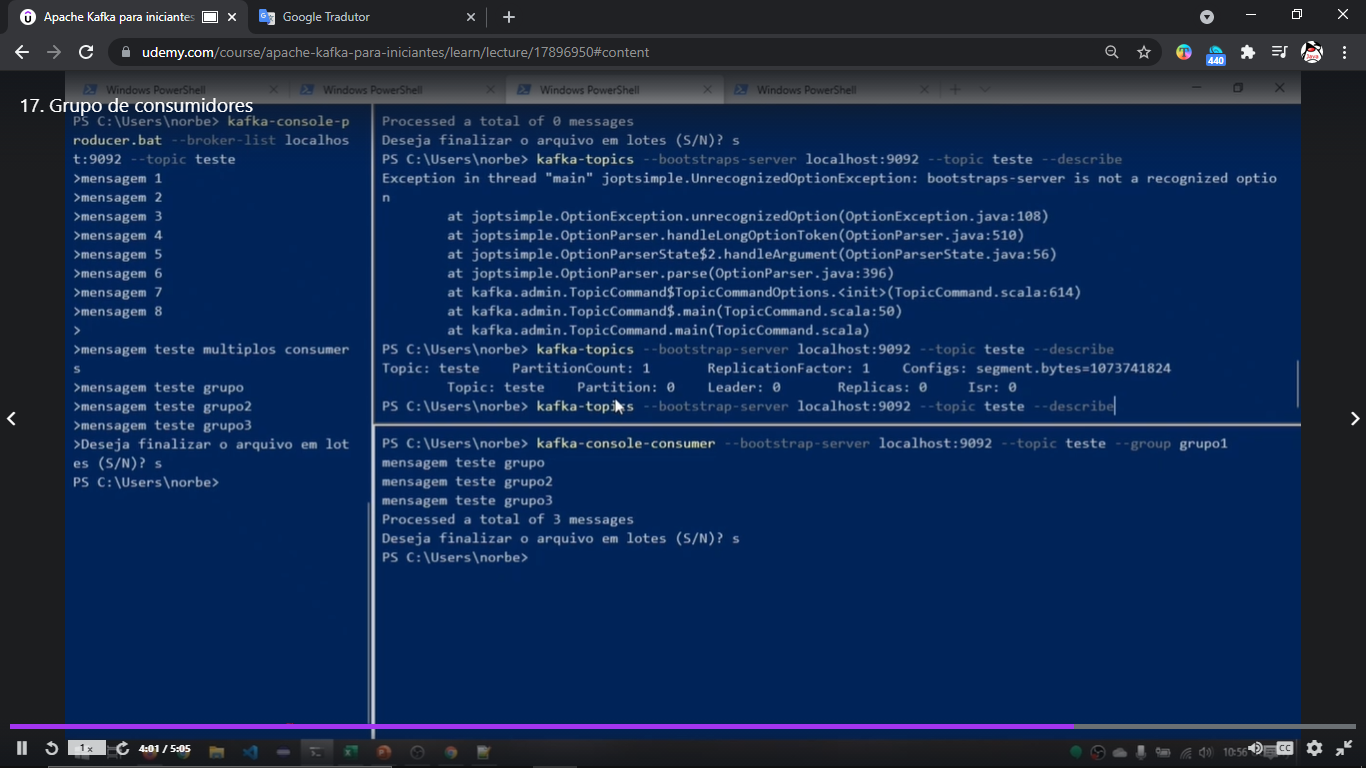 Apache Kafka para iniciantes
Google Tradutor
udemy.com/course/apache-kafka-para-iniciantes/learn/lecture/17896950#content
440
Windows PowerShell
Windows PowerShell
Windows PowerShell
Windows PowerShell
17. Grupo de consumidores
PS C:\Users\norbe> kafka-console-p
roducer.bat --broker-list localhos
t:9092 --topic teste
>mensagem 1
>mensagem 2
>mensagem 3
>mensagem 4
>mensagem 5
>mensagem 6
>mensagem 7
>mensagem 8
>
>mensagem teste multiplos consumer
s
>mensagem teste grupo
>mensagem teste grupo2
>mensagem teste grupo3
>Deseja finalizar o arquivo em lot
es (S/N)? s
PS C:\Users\norbe>
Processed a total of 0 messages
Deseja finalizar o arquivo em lotes (S/N)? s
PS C:\Users\norbe> kafka-topics --bootstraps-server localhost:9092 --topic teste --describe
Exception in thread "main" joptsimple.UnrecognizedOptionException: bootstraps-server is not a recognized optio
n
at joptsimple.OptionException.unrecognizedOption(OptionException.java:108)
at joptsimple.OptionParser.handleLongOptionToken(OptionParser.java:510)
at joptsimple.OptionParserState$2.handleArgument(OptionParserState.java:56)
at joptsimple.OptionParser.parse(OptionParser.java:396)
at kafka.admin.TopicCommand$TopicCommandOptions.<init>(TopicCommand.scala:614)
at kafka.admin.TopicCommand$.main(TopicCommand.scala:50)
at kafka.admin.TopicCommand.main(TopicCommand.scala)
PS C:\Users\norbe> kafka-topics --bootstrap-server localhost:9092 --topic teste --describe
Topic: teste PartitionCount: 1 ReplicationFactor: 1 Configs: segment.bytes=1073741824
Topic: teste Partition: 0 Leader: 0 Replicas: 0 Isr: 0
PS C:\Users\norbe> kafka-topics --bootstrap-server localhost:9092 --topic teste --describe
PS C:\Users\norbe> kafka-console-consumer --bootstrap-server localhost:9092 --topic teste --group grupo1
mensagem teste grupo
mensagem teste grupo2
mensagem teste grupo3
Processed a total of 3 messages
Deseja finalizar o arquivo em lotes (S/N)? s
PS C:\Users\norbe>
1x
4:01 / 5:05
10:56
CC